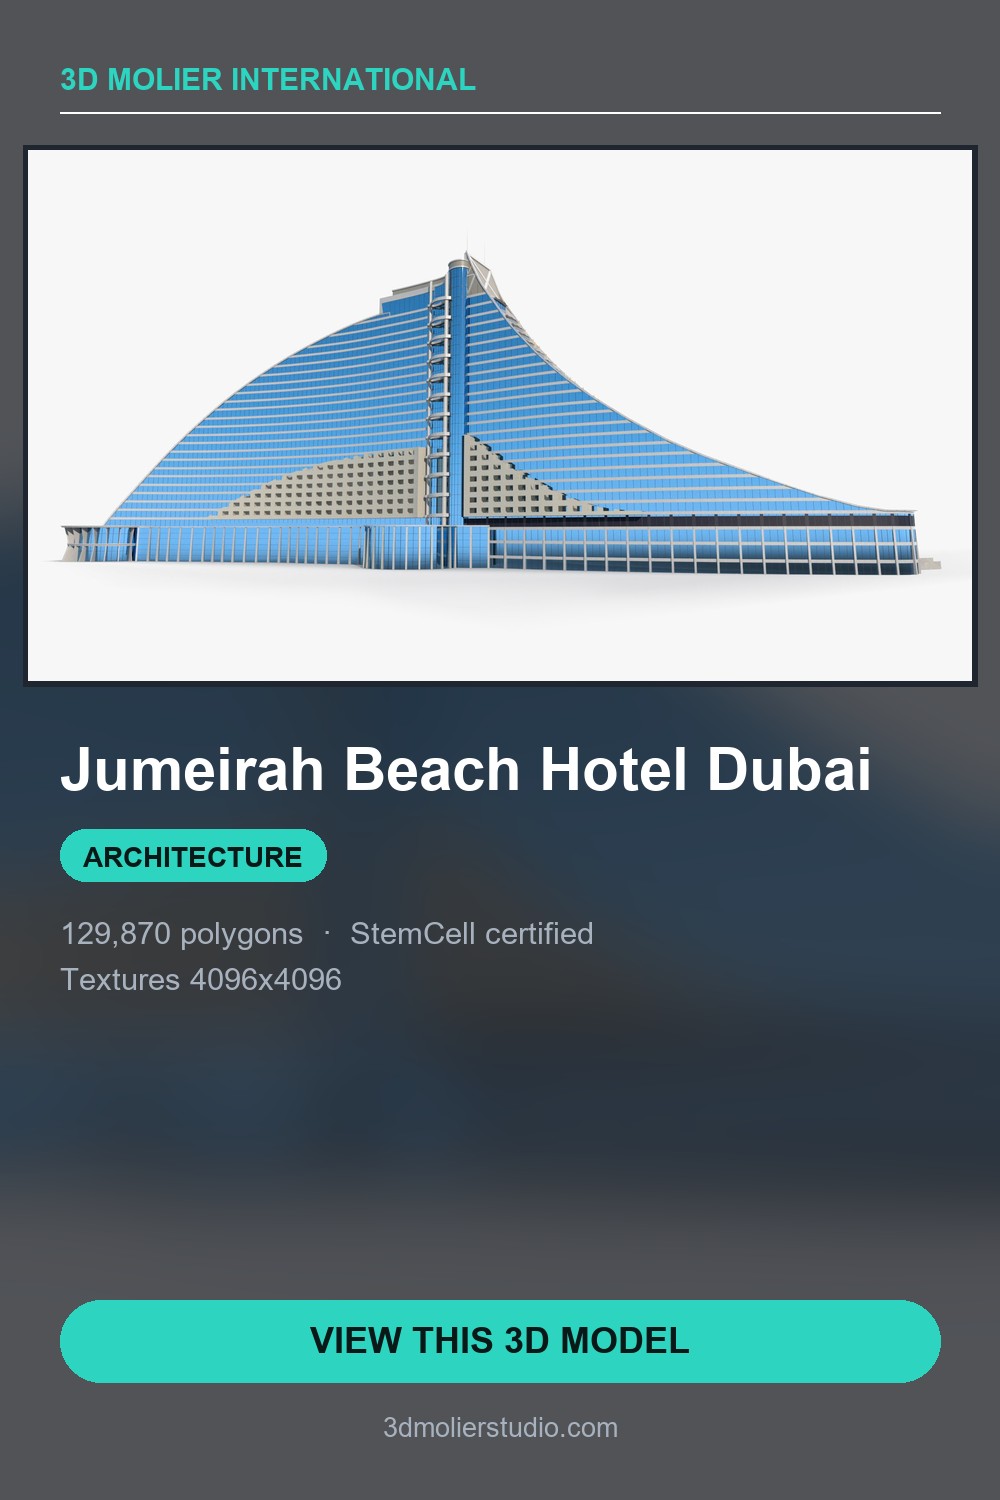 3D MOLIER INTERNATIONAL
Jumeirah Beach Hotel Dubai
ARCHITECTURE
129,870 polygons · StemCell certified
Textures 4096x4096
VIEW THIS 3D MODEL
3dmolierstudio.com